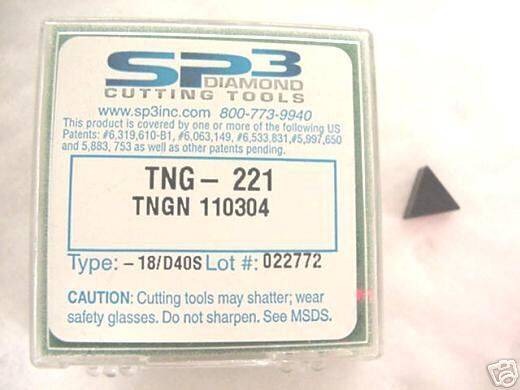 SP3
DIAMOND
CUTTING TOOLS
www.sp3inc.com 800-773-9940
This product is covered by one or more of the following US
Patents: #6,319,610-B1, #6,063,149, #6,533,831,#5,997,650
and 5,883, 753 as well as other patents pending.
TNG- 221
TNGN 110304
Type: -18/D40S Lot #: 022772
CAUTION: Cutting tools may shatter; wear
safety glasses. Do not sharpen. See MSDS.
eBay